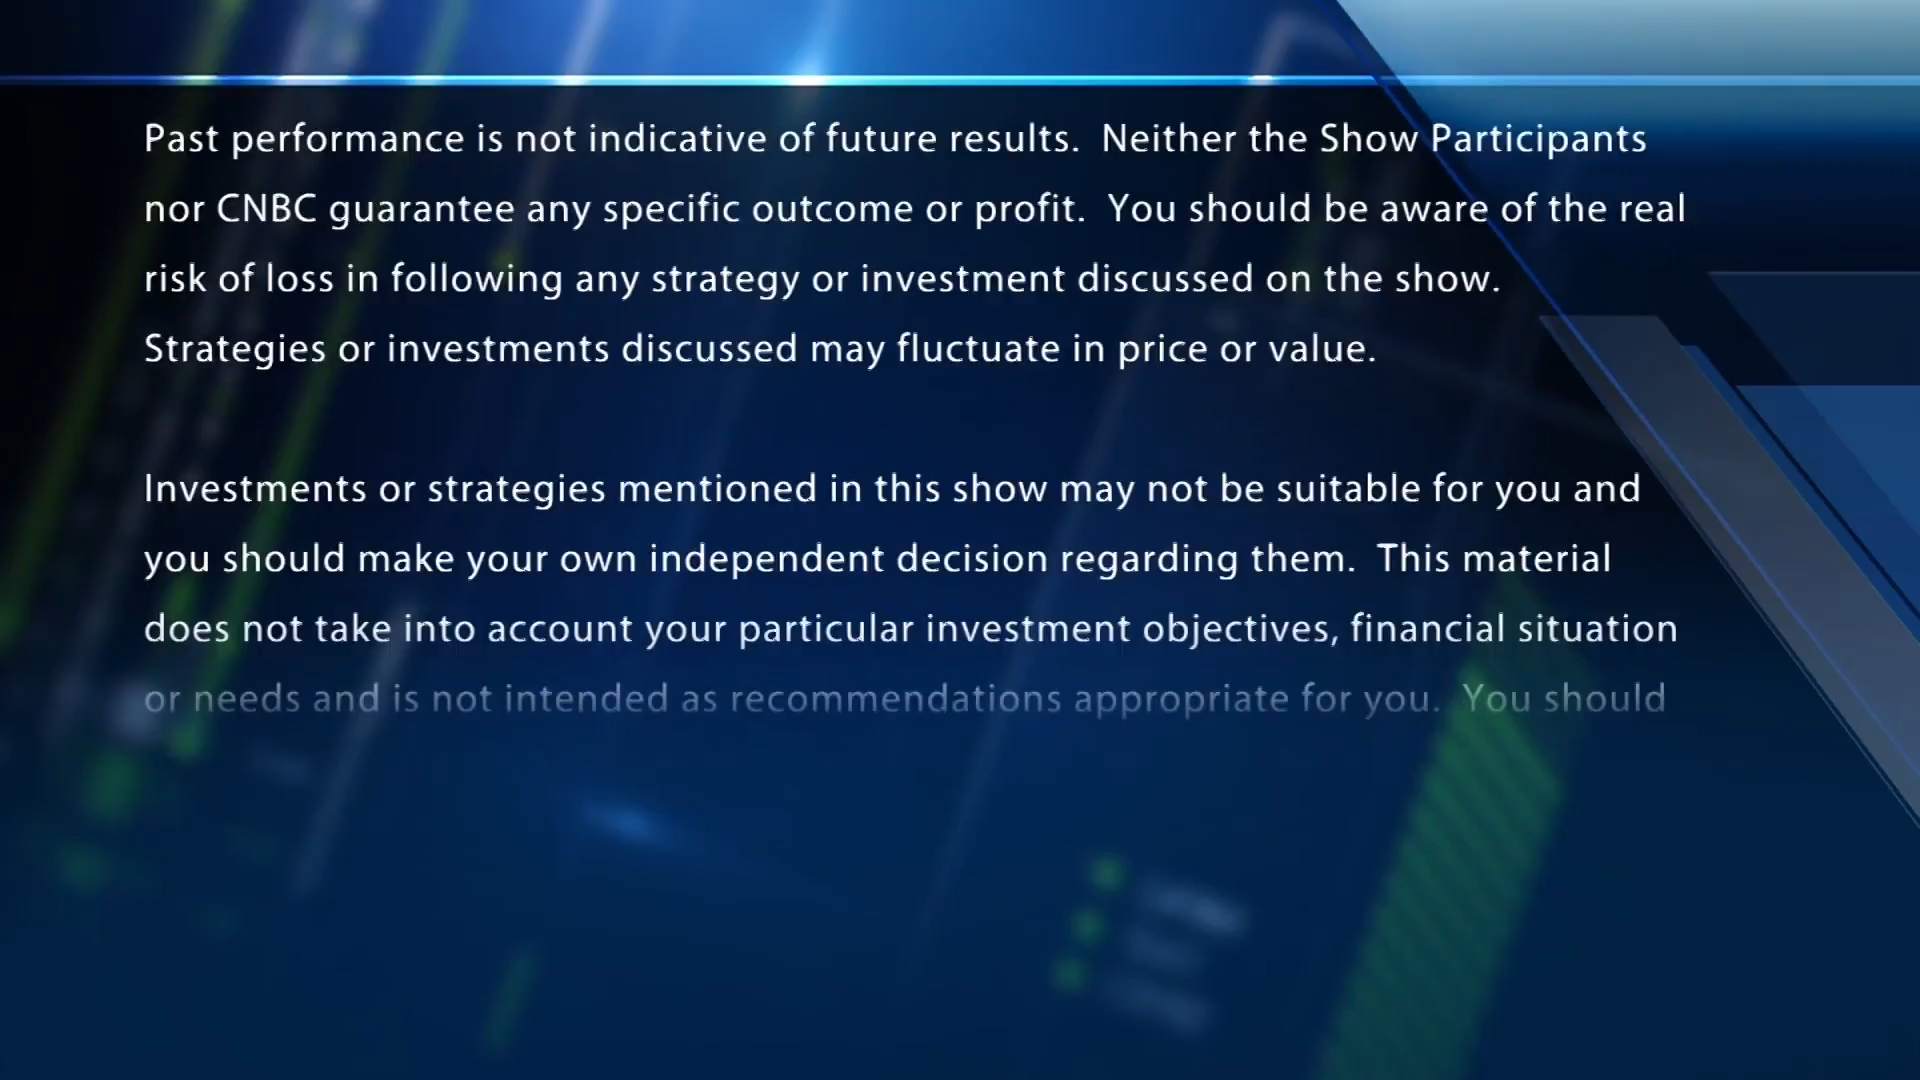 Past performance is not indicative of future results.  Neither the Show Participants
nor CNBC guarantee any specific outcome or profit.  You should be aware of the real
risk of loss in following any strategy or investment discussed on the show.
Strategies or investments discussed may fluctuate in price or value.
Investments or strategies mentioned in this show may not be suitable for you and
you should make your own independent decision regarding them.  This material
does not take into account your particular investment objectives, financial situation
or needs and is not intended as recommendations appropriate for you.  You should